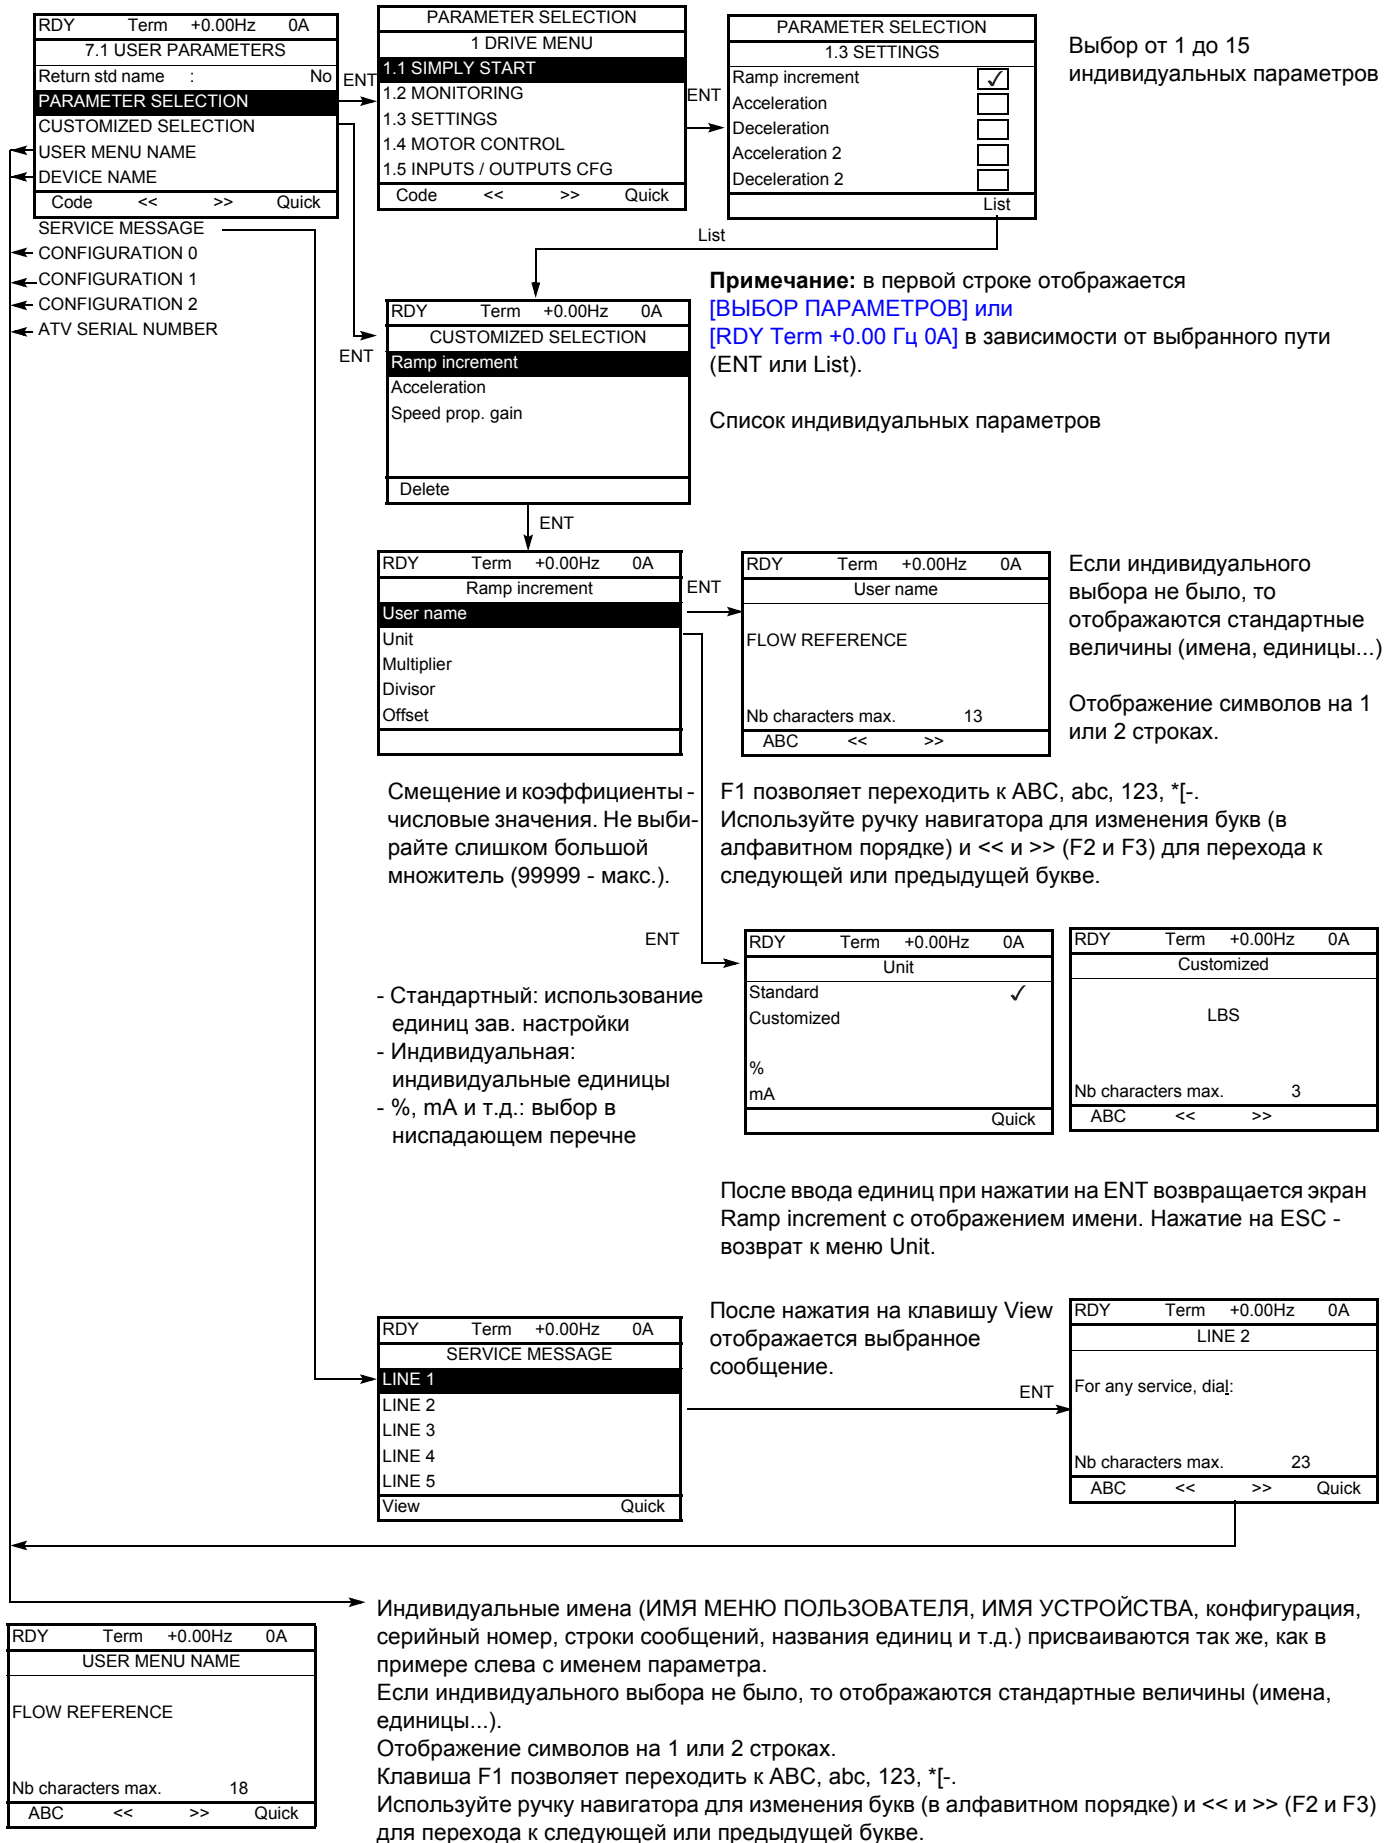 RDY Term +0.00Hz 0A
7.1 USER PARAMETERS
Return std name : No
PARAMETER SELECTION
CUSTOMIZED SELECTION
USER MENU NAME
DEVICE NAME
Code << >> Quick
SERVICE MESSAGE
CONFIGURATION 0
CONFIGURATION 1
CONFIGURATION 2
ATV SERIAL NUMBER
ENT
PARAMETER SELECTION
1 DRIVE MENU
1.1 SIMPLY START
1.2 MONITORING
1.3 SETTINGS
1.4 MOTOR CONTROL
1.5 INPUTS / OUTPUTS CFG
Code << >> Quick
ENT
PARAMETER SELECTION
1.3 SETTINGS
Ramp increment ✓
Acceleration
Deceleration
Acceleration 2
Deceleration 2
List
Выбор от 1 до 15
индивидуальных параметров
List
ENT
RDY Term +0.00Hz 0A
CUSTOMIZED SELECTION
Ramp increment
Acceleration
Speed prop. gain
Delete
Примечание: в первой строке отображается
[ВЫБОР ПАРАМЕТРОВ] или
[RDY Term +0.00 Гц 0A] в зависимости от выбранного пути
(ENT или List).
Список индивидуальных параметров
ENT
RDY Term +0.00Hz 0A
Ramp increment
User name
Unit
Multiplier
Divisor
Offset
ENT
RDY Term +0.00Hz 0A
User name
FLOW REFERENCE
Nb characters max. 13
ABC << >>
Если индивидуального
выбора не было, то
отображаются стандартные
величины (имена, единицы...)
Отображение символов на 1
или 2 строках.
Смещение и коэффициенты -
числовые значения. Не выби-
райте слишком большой
множитель (99999 - макс.).
F1 позволяет переходить к ABC, abc, 123, *[-.
Используйте ручку навигатора для изменения букв (в
алфавитном порядке) и << и >> (F2 и F3) для перехода к
следующей или предыдущей букве.
ENT
- Стандартный: использование
единиц зав. настройки
- Индивидуальная:
индивидуальные единицы
- %, mA и т.д.: выбор в
ниспадающем перечне
RDY Term +0.00Hz 0A
Unit
Standard ✓
Customized
%
mA
Quick
RDY Term +0.00Hz 0A
Customized
LBS
Nb characters max. 3
ABC << >>
После ввода единиц при нажатии на ENT возвращается экран
Ramp increment с отображением имени. Нажатие на ESC -
возврат к меню Unit.
RDY Term +0.00Hz 0A
SERVICE MESSAGE
LINE 1
LINE 2
LINE 3
LINE 4
LINE 5
View Quick
После нажатия на клавишу View
отображается выбранное
сообщение.
ENT
RDY Term +0.00Hz 0A
LINE 2
For any service, dial:
Nb characters max. 23
ABC << >> Quick
RDY Term +0.00Hz 0A
USER MENU NAME
FLOW REFERENCE
Nb characters max. 18
ABC << >> Quick
Индивидуальные имена (ИМЯ МЕНЮ ПОЛЬЗОВАТЕЛЯ, ИМЯ УСТРОЙСТВА, конфигурация,
серийный номер, строки сообщений, названия единиц и т.д.) присваиваются так же, как в
примере слева с именем параметра.
Если индивидуального выбора не было, то отображаются стандартные величины (имена,
единицы...).
Отображение символов на 1 или 2 строках.
Клавиша F1 позволяет переходить к ABC, abc, 123, *[-.
Используйте ручку навигатора для изменения букв (в алфавитном порядке) и << и >> (F2 и F3)
для перехода к следующей или предыдущей букве.